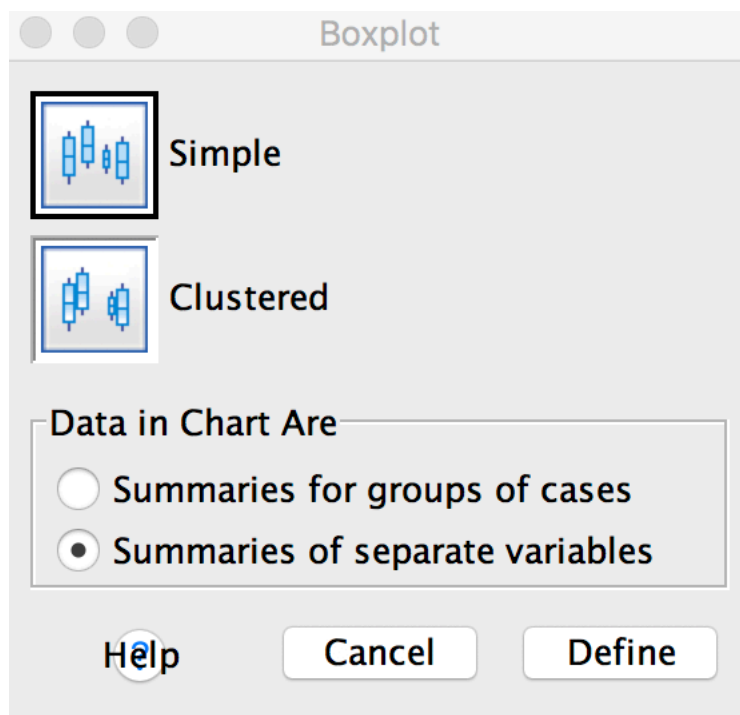 Boxplot
Simple
Clustered
Data in Chart Are
Summaries for groups of cases
Summaries of separate variables
Help Cancel Define